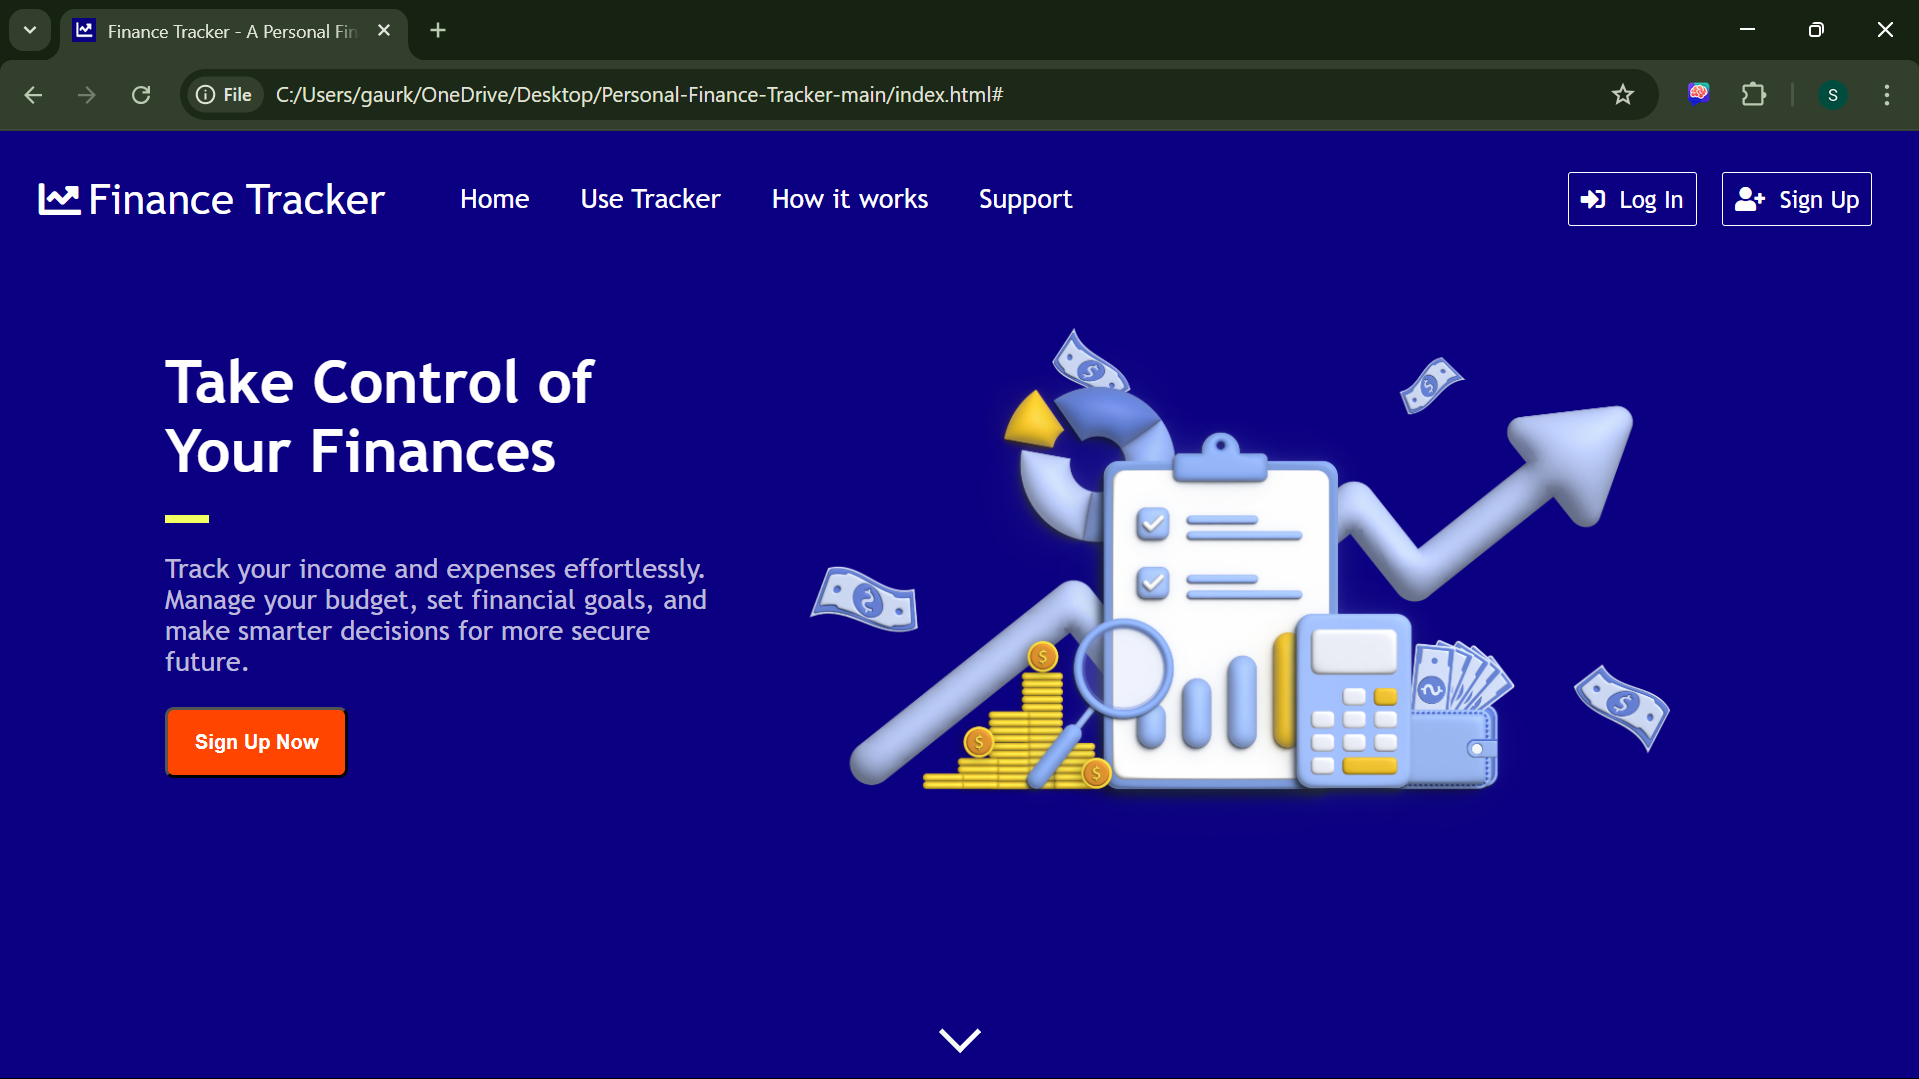 Finance Tracker - A Personal Fin
File
C:/Users/gaurk/OneDrive/Desktop/Personal-Finance-Tracker-main/index.html#
S
Finance Tracker
Home
Use Tracker
How it works
Support
Log In
Sign Up
Take Control of
Your Finances
Track your income and expenses effortlessly.
Manage your budget, set financial goals, and
make smarter decisions for more secure
future.
Sign Up Now